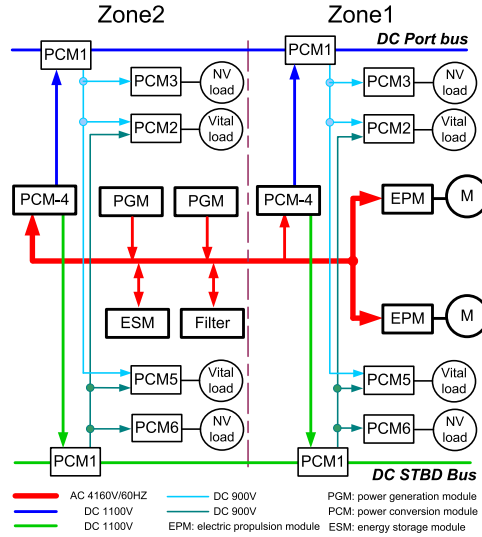 Zone2
Zone1
DC Port bus
PCM1
PCM1
PCM3
NV
load
PCM3
NV
load
PCM2
Vital
load
PCM2
Vital
load
PCM-4
PGM
PGM
PCM-4
EPM
M
ESM
Filter
EPM
M
PCM5
Vital
load
PCM5
Vital
load
PCM6
NV
load
PCM6
NV
load
PCM1
PCM1
DC STBD Bus
AC 4160V/60HZ
DC 900V
PGM: power generation module
DC 1100V
DC 900V
PCM: power conversion module
DC 1100V
EPM: electric propulsion module
ESM: energy storage module